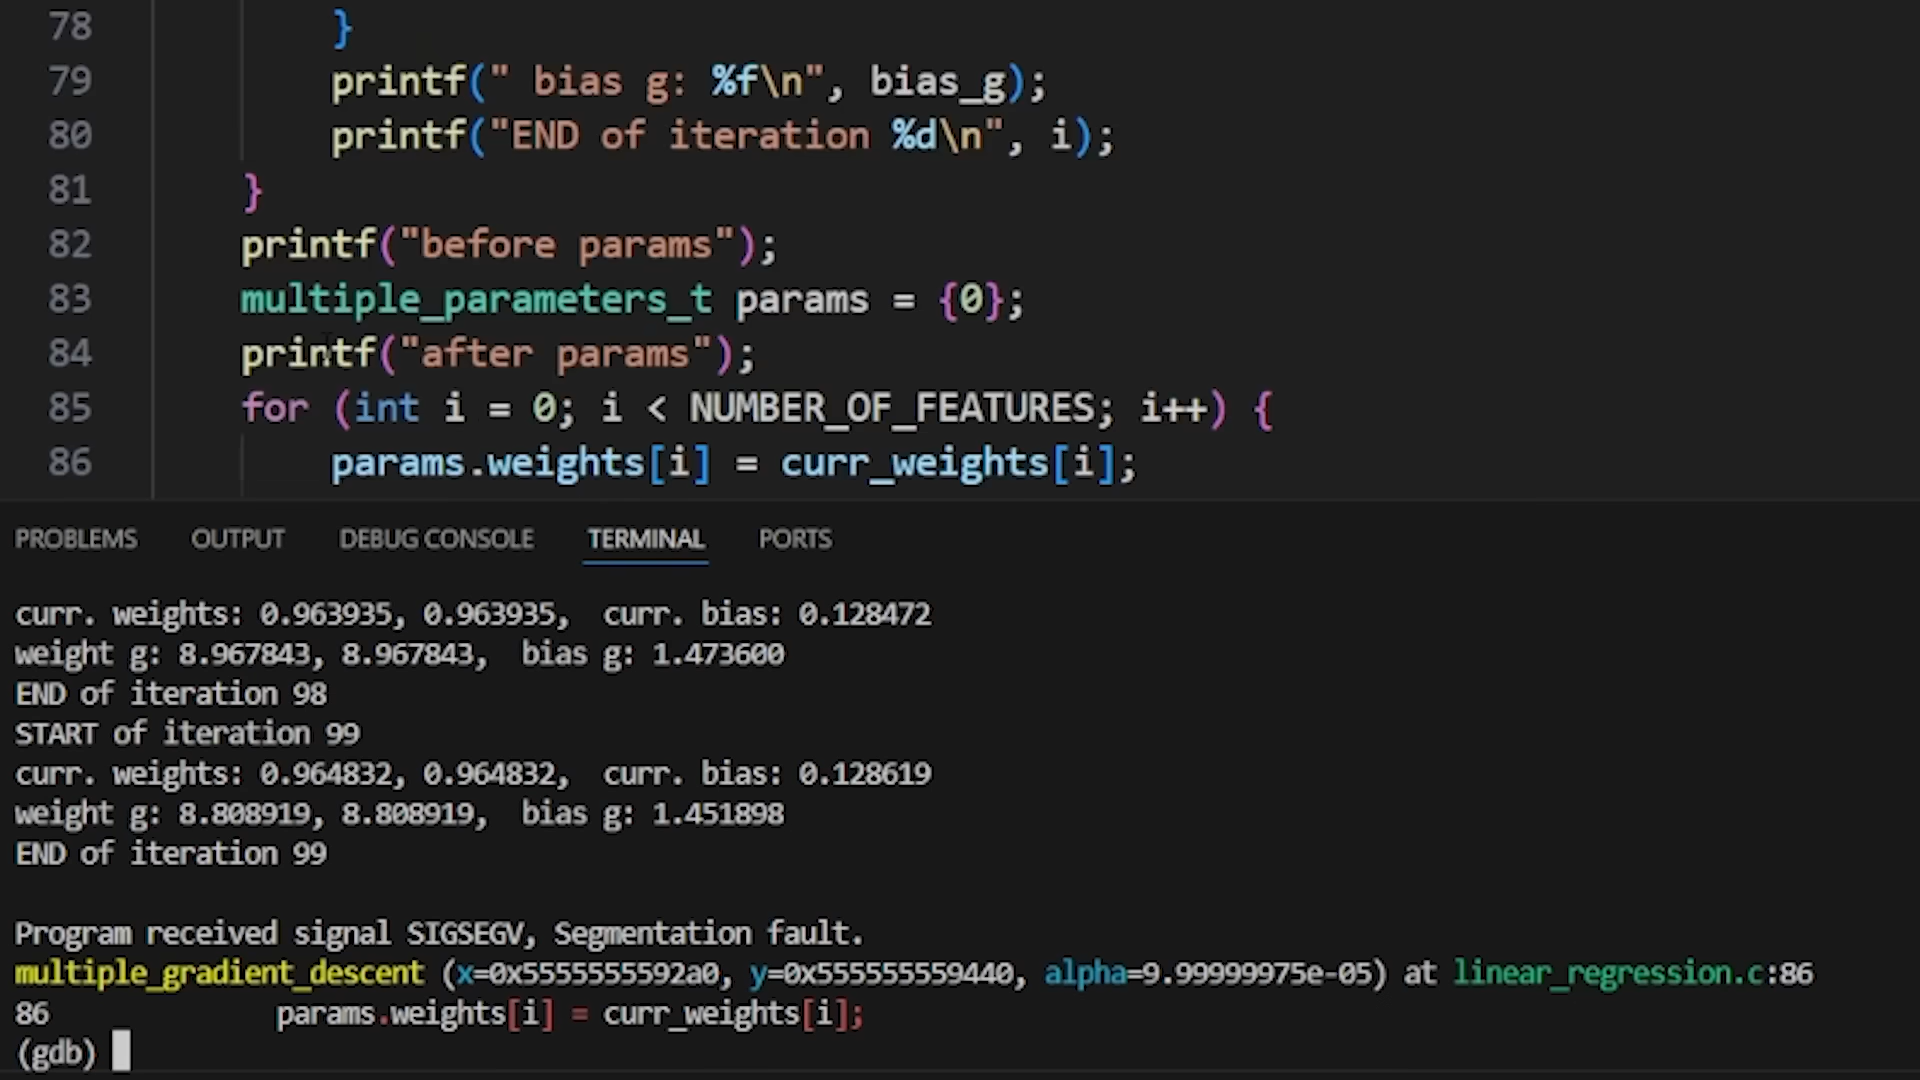 78 }
79 printf(" bias g: %f\n", bias_g);
80 printf("END of iteration %d\n", i);
81 }
82 printf("before params");
83 multiple_parameters_t params = {0};
84 printf("after params");
85 for (int i = 0; i < NUMBER_OF_FEATURES; i++) {
86 params.weights[i] = curr_weights[i];
PROBLEMS OUTPUT DEBUG CONSOLE TERMINAL PORTS
curr. weights: 0.963935, 0.963935,  curr. bias: 0.128472
weight g: 8.967843, 8.967843,  bias g: 1.473600
END of iteration 98
START of iteration 99
curr. weights: 0.964832, 0.964832,  curr. bias: 0.128619
weight g: 8.808919, 8.808919,  bias g: 1.451898
END of iteration 99
Program received signal SIGSEGV, Segmentation fault.
multiple_gradient_descent (x=0x5555555592a0, y=0x555555559440, alpha=9.99999975e-05) at linear_regression.c:86
86 params.weights[i] = curr_weights[i];
(gdb)